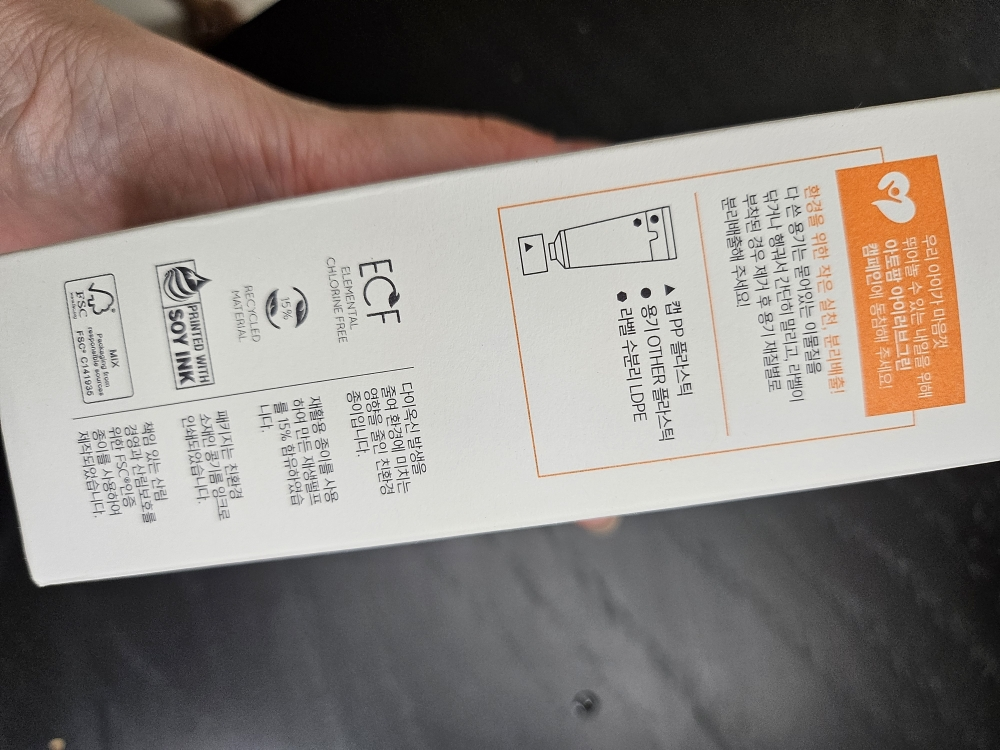 우리 아이가 마음껏
뛰어놀 수 있는 내일을 위해
아토팜 아이러브그린
캠페인에 동참해 주세요!
환경을 위한 작은 실천, 분리배출!
다 쓴 용기는 묻어있는 이물질을
닦거나 헹궈서 간단히 말리고, 라벨이
부착된 경우 제거 후 용기 재질별로
분리배출해 주세요!
▲ 캡 PP 플라스틱
● 용기 OTHER 플라스틱
⬢ 라벨 수분리 LDPE
ECF
ELEMENTAL
CHLORINE FREE
다이옥신 발생을
줄여 환경에 미치는
영향을 줄인 친환경
종이입니다.
15%
RECYCLED
MATERIAL
재활용 종이를 사용
하여 만든 재생펄프
를 15% 함유하였습
니다.
PRINTED WITH
SOY INK
패키지는 친환경
소재인 콩기름 잉크로
인쇄되었습니다.
FSC
MIX
Packaging from
responsible sources
FSC® C141935
책임 있는 산림
경영과 산림보호를
위한 FSC®인증
종이를 사용하여
제작되었습니다.